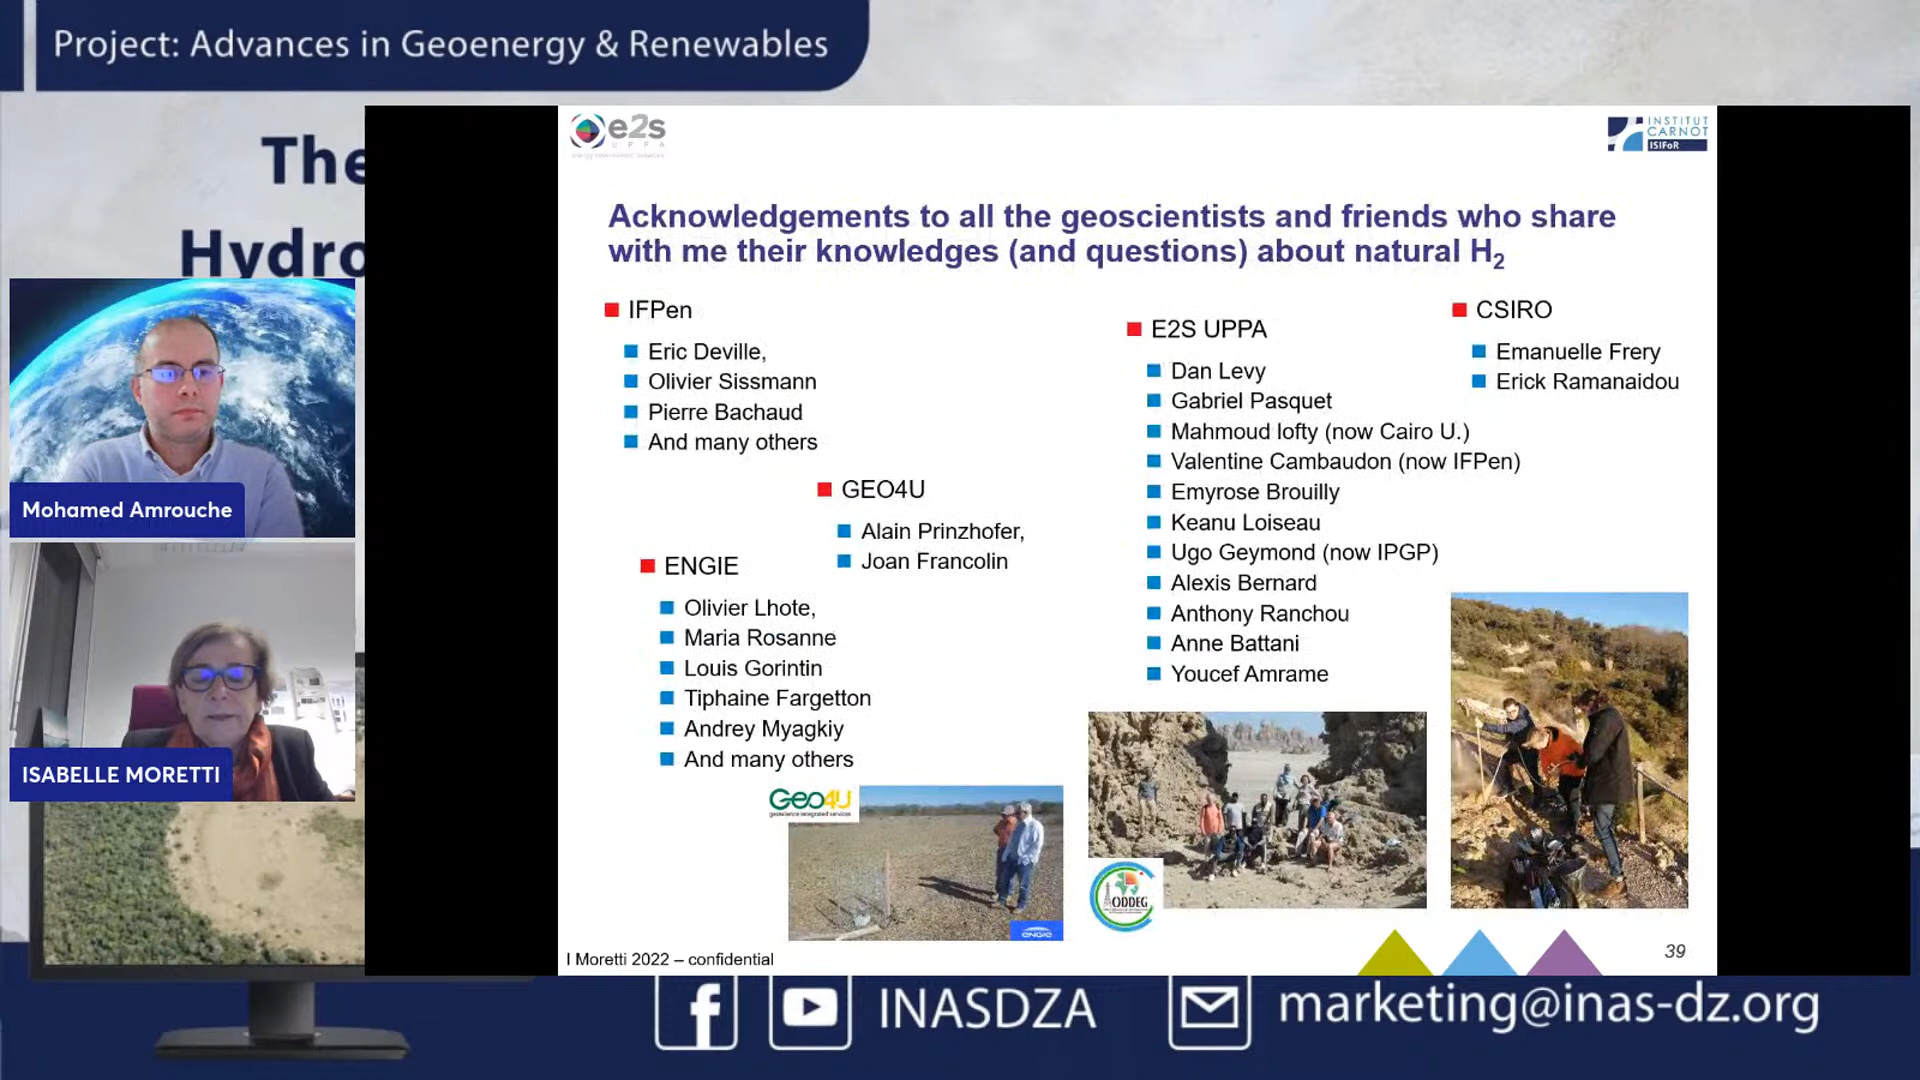 Project: Advances in Geoenergy & Renewables
The
Hydro
e2s
UPPA
INSTITUT
CARNOT
ISIFoR
Acknowledgements to all the geoscientists and friends who share
with me their knowledges (and questions) about natural H2
IFPen
Eric Deville,
Olivier Sissmann
Pierre Bachaud
And many others
GEO4U
Alain Prinzhofer,
Joan Francolin
ENGIE
Olivier Lhote,
Maria Rosanne
Louis Gorintin
Tiphaine Fargetton
Andrey Myagkiy
And many others
E2S UPPA
Dan Levy
Gabriel Pasquet
Mahmoud lofty (now Cairo U.)
Valentine Cambaudon (now IFPen)
Emyrose Brouilly
Keanu Loiseau
Ugo Geymond (now IPGP)
Alexis Bernard
Anthony Ranchou
Anne Battani
Youcef Amrame
CSIRO
Emanuelle Frery
Erick Ramanaidou
Mohamed Amrouche
ISABELLE MORETTI
Geo4U
geoscience integrated services
ENGIE
ODDEG
I Moretti 2022 – confidential
39
INASDZA
marketing@inas-dz.org